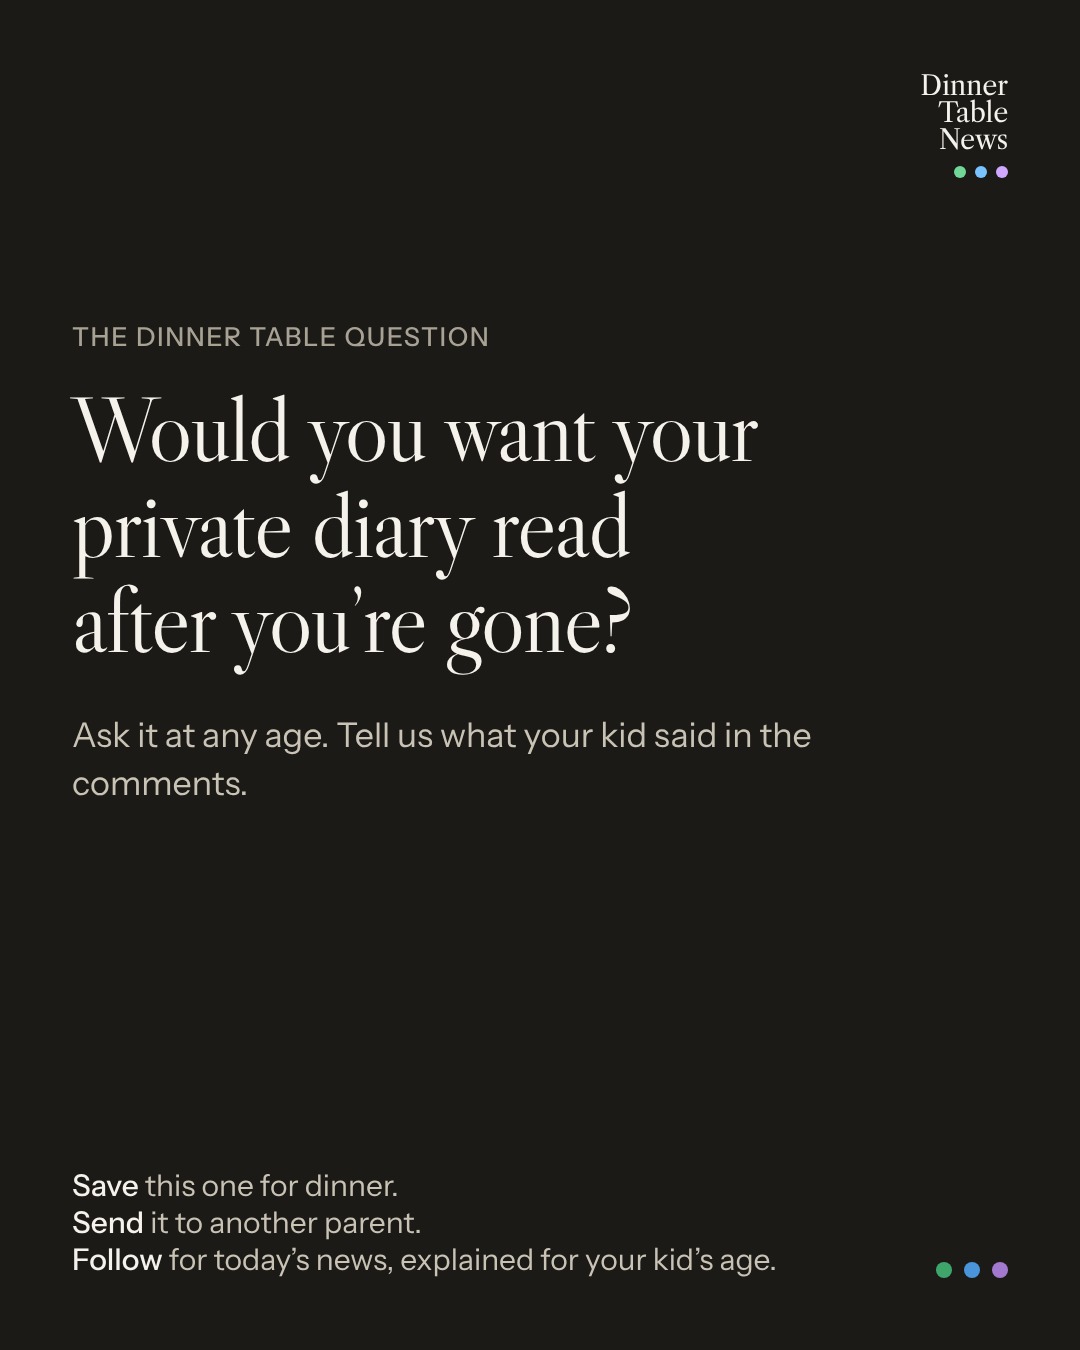 Dinner
Table
News
THE DINNER TABLE QUESTION
Would you want your
private diary read
after you’re gone?
Ask it at any age. Tell us what your kid said in the
comments.
Save this one for dinner.
Send it to another parent.
Follow for today’s news, explained for your kid’s age.